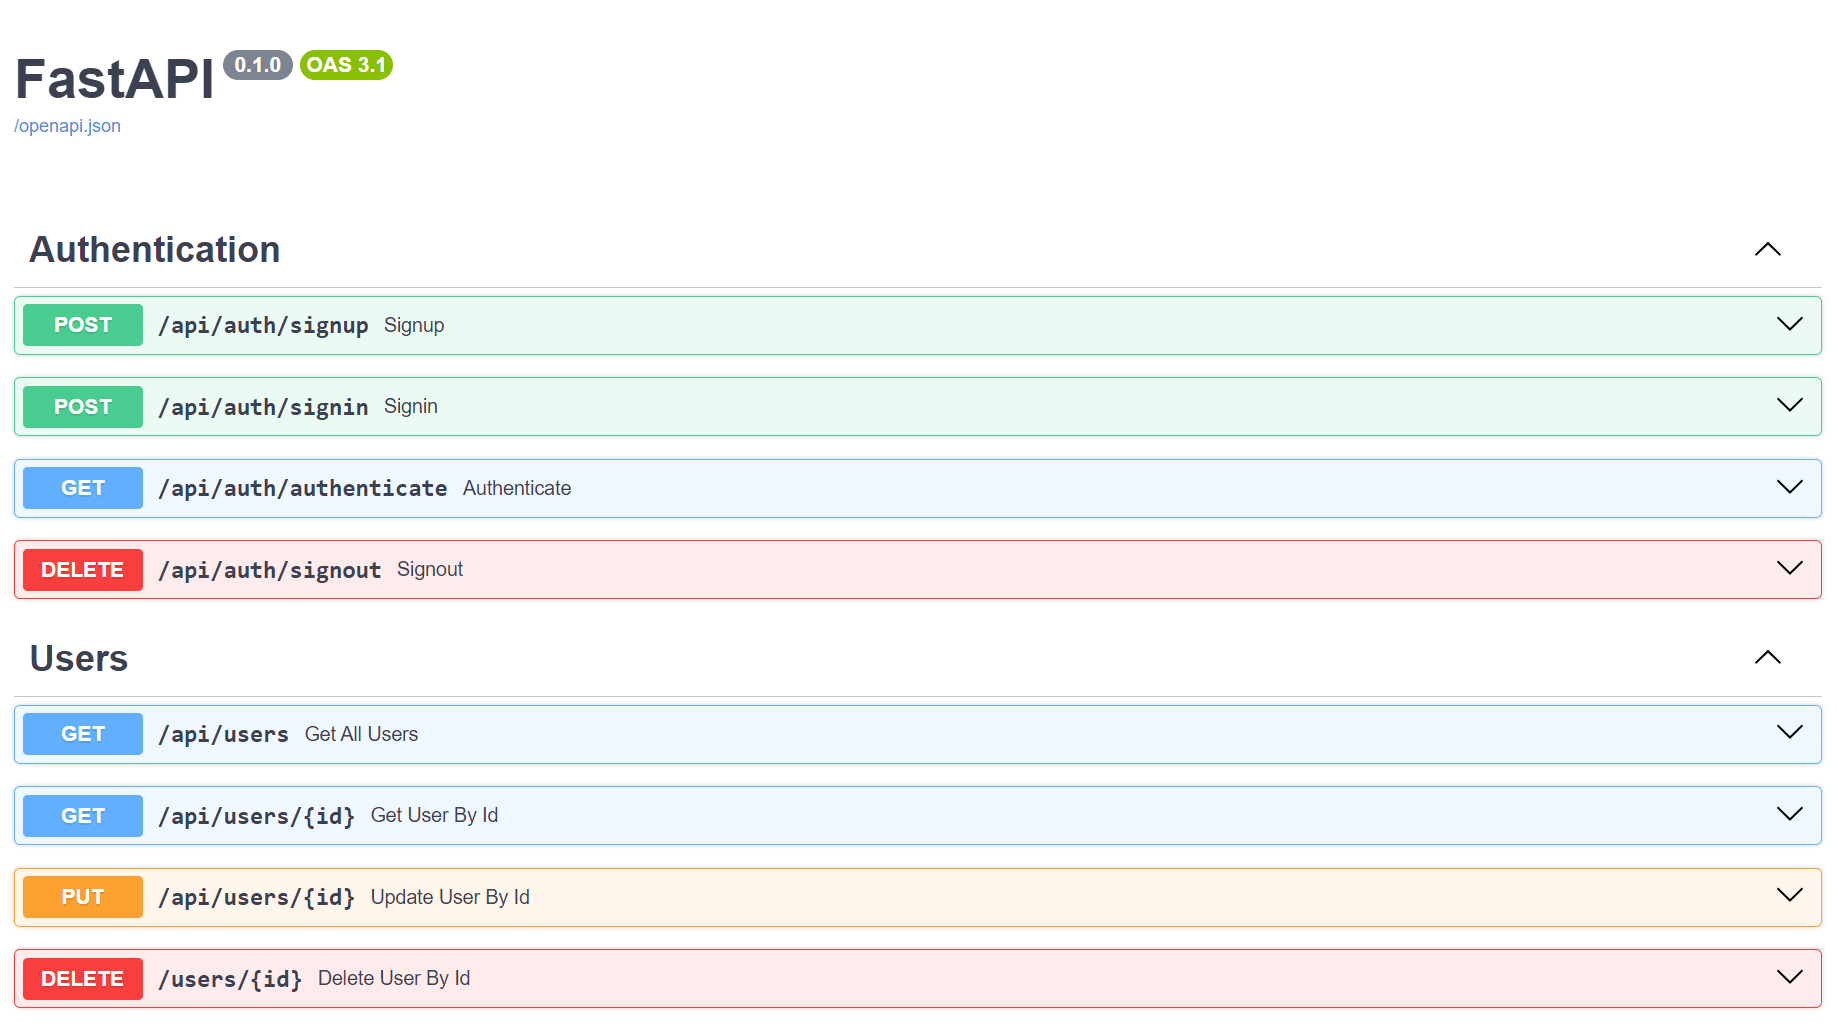 FastAPI 0.1.0 OAS 3.1
/openapi.json
Authentication
POST /api/auth/signup Signup
POST /api/auth/signin Signin
GET /api/auth/authenticate Authenticate
DELETE /api/auth/signout Signout
Users
GET /api/users Get All Users
GET /api/users/{id} Get User By Id
PUT /api/users/{id} Update User By Id
DELETE /users/{id} Delete User By Id